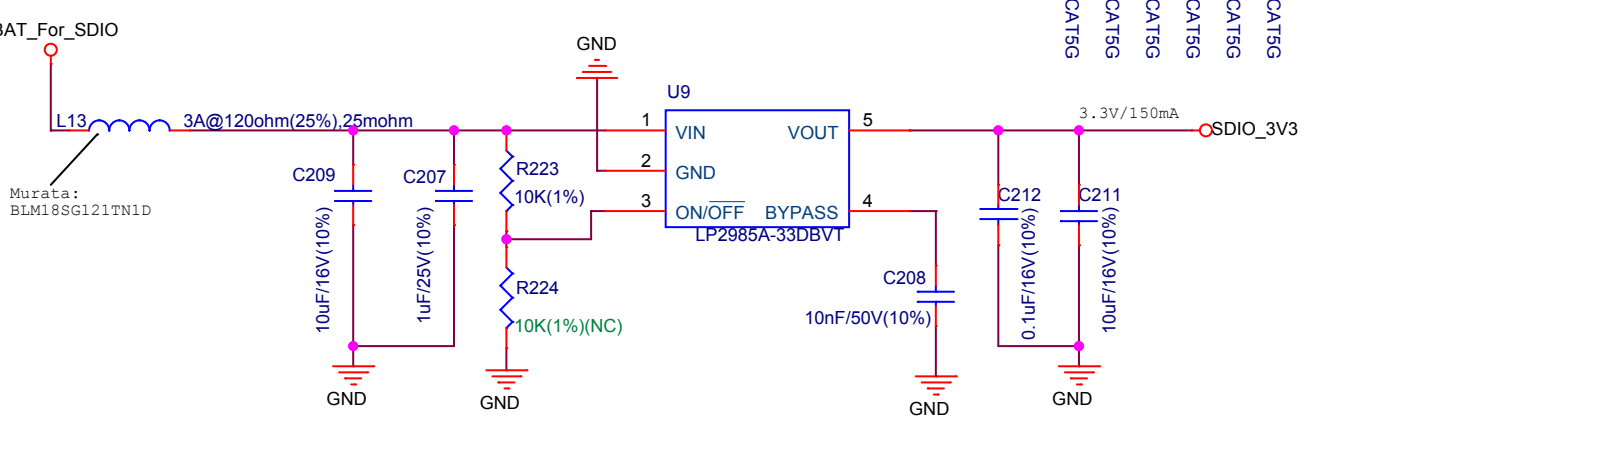 CAT5G
CAT5G
CAT5G
CAT5G
CAT5G
CAT5G
BAT_For_SDIO
GND
U9
L13
3A@120ohm(25%),25mohm
Murata:
BLM18SG121TN1D
C209
10uF/16V(10%)
C207
1uF/25V(10%)
R223
10K(1%)
R224
10K(1%)(NC)
1
VIN
2
GND
3
ON/OFF
VOUT
5
BYPASS
4
LP2985A-33DBVT
C208
10nF/50V(10%)
C212
0.1uF/16V(10%)
C211
10uF/16V(10%)
3.3V/150mA
SDIO_3V3
GND
GND
GND
GND